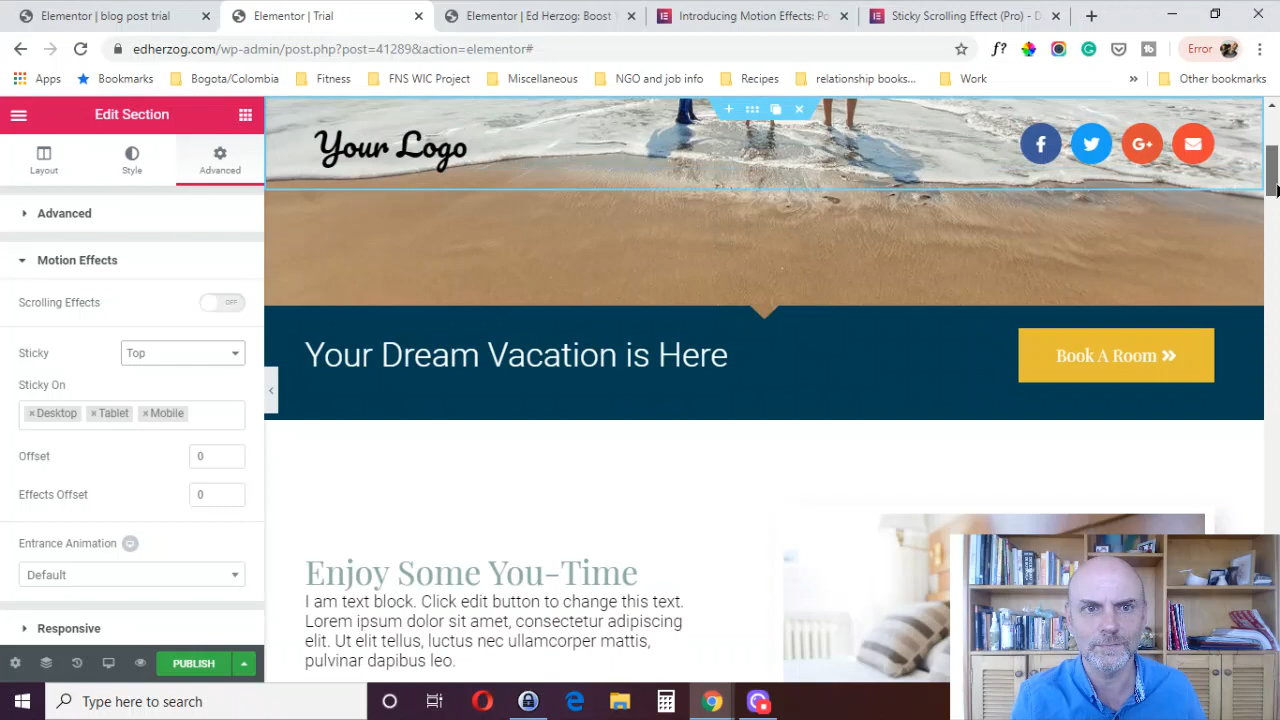 Elementor blog post - Trial
Elementor - Trial
Elementor - Herzog: Boost T
Introducing Motion Effects: Po
Sticky Scrolling Effect (Pro) - D
edherzog.com/wp-admin/post.php?post=41289&action=elementor#
f?
Error
Apps
Bookmarks
Bogota/Colombia
Fitness
FNS WIC Project
Miscellaneous
NGO and job info
Recipes
relationship books...
Work
»
Other bookmarks
Edit Section
Layout
Style
Advanced
Advanced
Motion Effects
Scrolling Effects
OFF
Sticky
Top
Sticky On
×Desktop ×Tablet ×Mobile
Offset
0
Effects Offset
0
Entrance Animation
Default
Responsive
PUBLISH
Your Logo
G+
Your Dream Vacation is Here
Book A Room »
Enjoy Some You-Time
I am text block. Click edit button to change this text.
Lorem ipsum dolor sit amet, consectetur adipiscing
elit. Ut elit tellus, luctus nec ullamcorper mattis,
pulvinar dapibus leo.
Type here to search